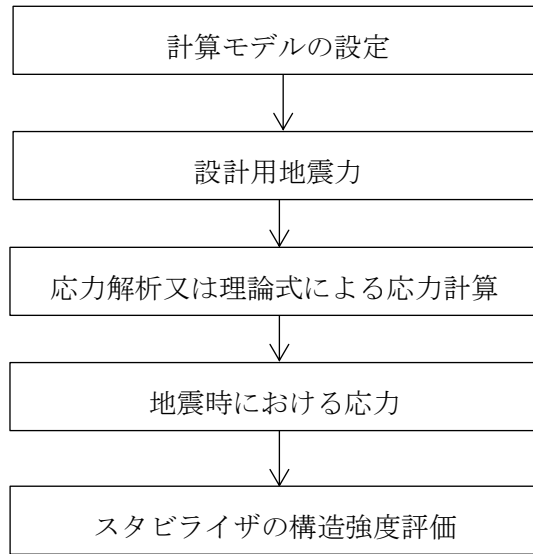 計算モデルの設定
設計用地震力
応力解析又は理論式による応力計算
地震時における応力
スタビライザの構造強度評価